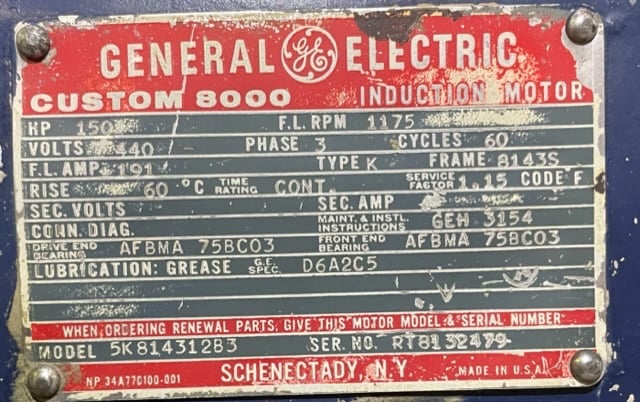 GENERAL GE ELECTRIC
CUSTOM 8000 INDUCTION MOTOR
HP 150 F.L. RPM 1175
VOLTS 440 PHASE 3 CYCLES 60
F.L. AMP. 191 TYPE K FRAME 8143S
RISE 60 °C TIME RATING CONT. SERVICE FACTOR 1.15 CODE F
SEC. VOLTS SEC. AMP
CONN. DIAG. MAINT. & INSTL. INSTRUCTIONS GEH 3154
DRIVE END BEARING AFBMA 75BC03 FRONT END BEARING AFBMA 75BC03
LUBRICATION: GREASE G.E. SPEC. D6A2C5
WHEN ORDERING RENEWAL PARTS, GIVE THIS MOTOR MODEL & SERIAL NUMBER
MODEL 5K814312B3 SER. NO. RT8132479
NP 34A770100-001 SCHENECTADY, N.Y. MADE IN U.S.A.